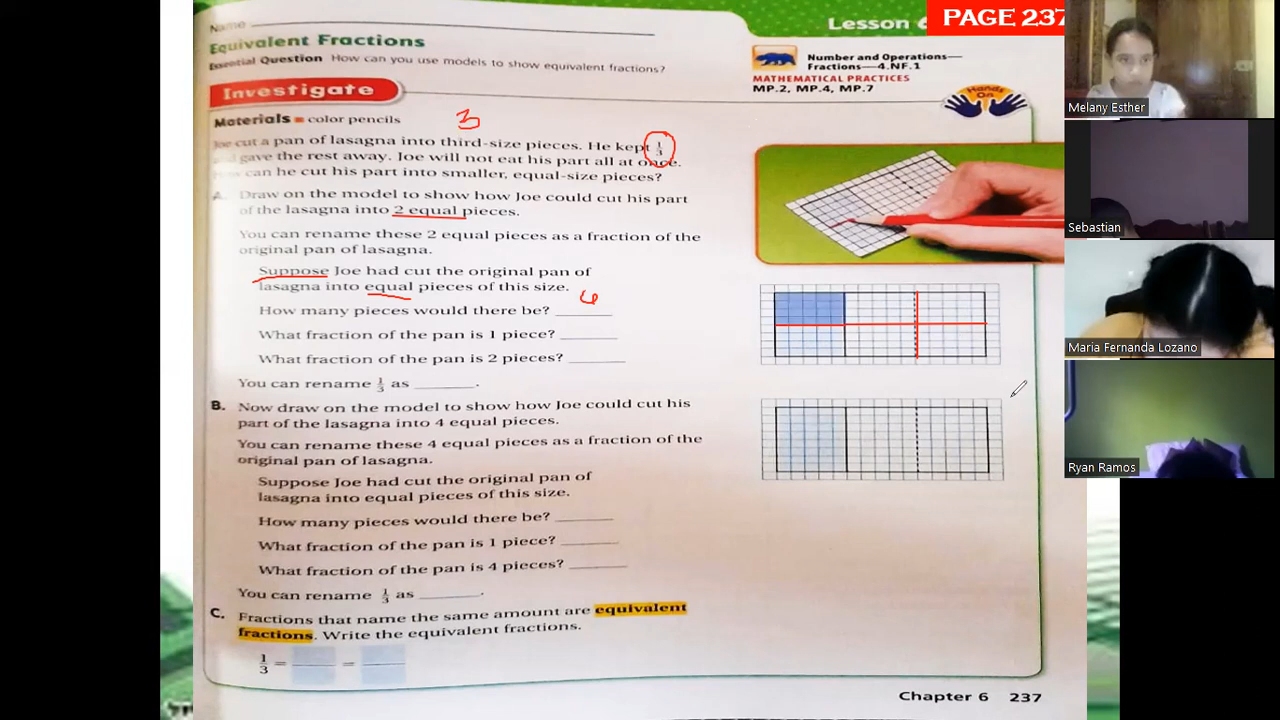 PAGE 237
Name
Lesson 6
Equivalent Fractions
Essential Question How can you use models to show equivalent fractions?
Number and Operations—
Fractions—4.NF.1
MATHEMATICAL PRACTICES
MP.2, MP.4, MP.7
Hands On
Investigate
Materials ■ color pencils
3
Joe cut a pan of lasagna into third-size pieces. He kept 1/3
and gave the rest away. Joe will not eat his part all at once.
How can he cut his part into smaller, equal-size pieces?
A. Draw on the model to show how Joe could cut his part
of the lasagna into 2 equal pieces.
You can rename these 2 equal pieces as a fraction of the
original pan of lasagna.
Suppose Joe had cut the original pan of
lasagna into equal pieces of this size.
How many pieces would there be? 6
What fraction of the pan is 1 piece?
What fraction of the pan is 2 pieces?
You can rename 1/3 as ______.
B. Now draw on the model to show how Joe could cut his
part of the lasagna into 4 equal pieces.
You can rename these 4 equal pieces as a fraction of the
original pan of lasagna.
Suppose Joe had cut the original pan of
lasagna into equal pieces of this size.
How many pieces would there be?
What fraction of the pan is 1 piece?
What fraction of the pan is 4 pieces?
You can rename 1/3 as ______.
C. Fractions that name the same amount are equivalent
fractions. Write the equivalent fractions.
1/3 = __ = __
Chapter 6 237
Melany Esther
Sebastian
Maria Fernanda Lozano
Ryan Ramos